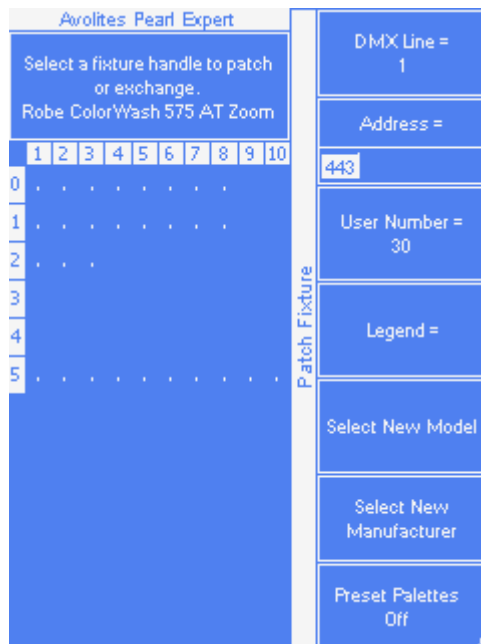 Avolites Pearl Expert
Select a fixture handle to patch
or exchange.
Robe ColorWash 575 AT Zoom
1 2 3 4 5 6 7 8 9 10
0 . . . . . . . .
1 . . . . . . . .
2 . . .
3
4
5 . . . . . . . . . .
Patch Fixture
DMX Line =
1
Address =
443
User Number =
30
Legend =
Select New Model
Select New
Manufacturer
Preset Palettes
Off